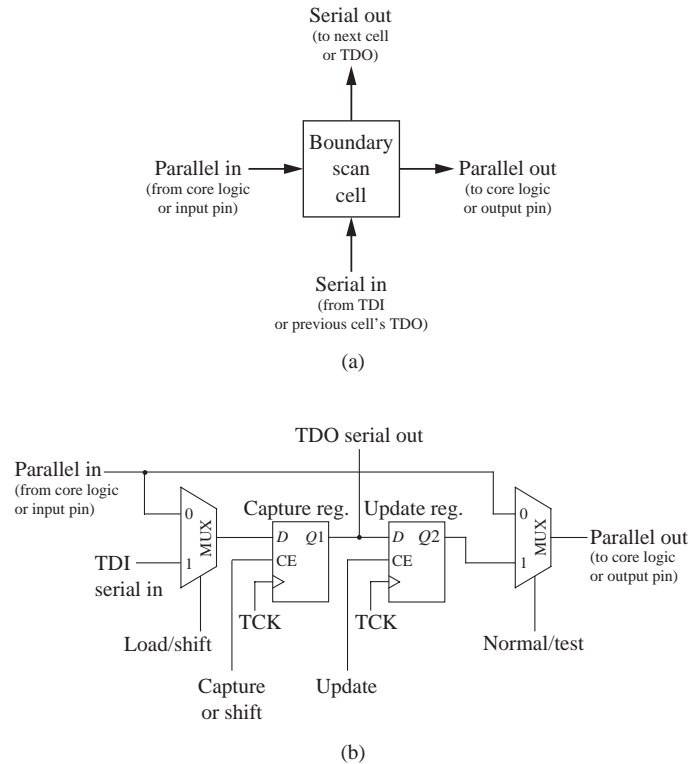 Serial out
(to next cell
or TDO)
Boundary
scan
cell
Parallel in
(from core logic
or input pin)
Parallel out
(to core logic
or output pin)
Serial in
(from TDI
or previous cell's TDO)
(a)
TDO serial out
Parallel in
(from core logic
or input pin)
Capture reg.
Update reg.
0
MUX
1
D Q1
CE
D Q2
CE
0
MUX
1
Parallel out
(to core logic
or output pin)
TDI
serial in
TCK
TCK
Load/shift
Normal/test
Capture
or shift
Update
(b)